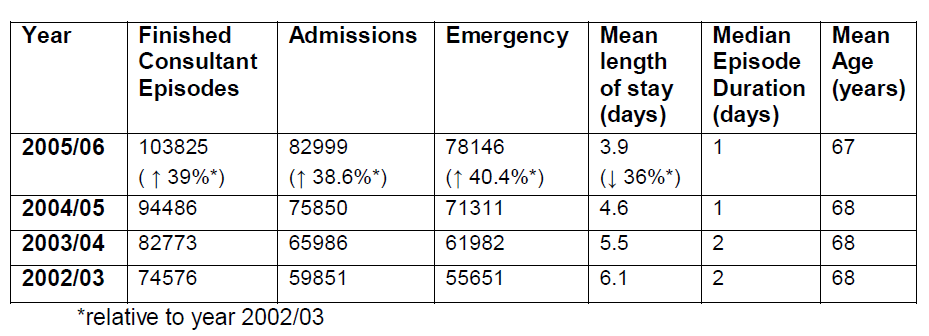 Year Finished Consultant Episodes Admissions Emergency Mean length of stay (days) Median Episode Duration (days) Mean Age (years)
2005/06 103825 82999 78146 3.9 1 67
( ↑ 39%*) (↑ 38.6%*) (↑ 40.4%*) (↓ 36%*)
2004/05 94486 75850 71311 4.6 1 68
2003/04 82773 65986 61982 5.5 2 68
2002/03 74576 59851 55651 6.1 2 68
*relative to year 2002/03